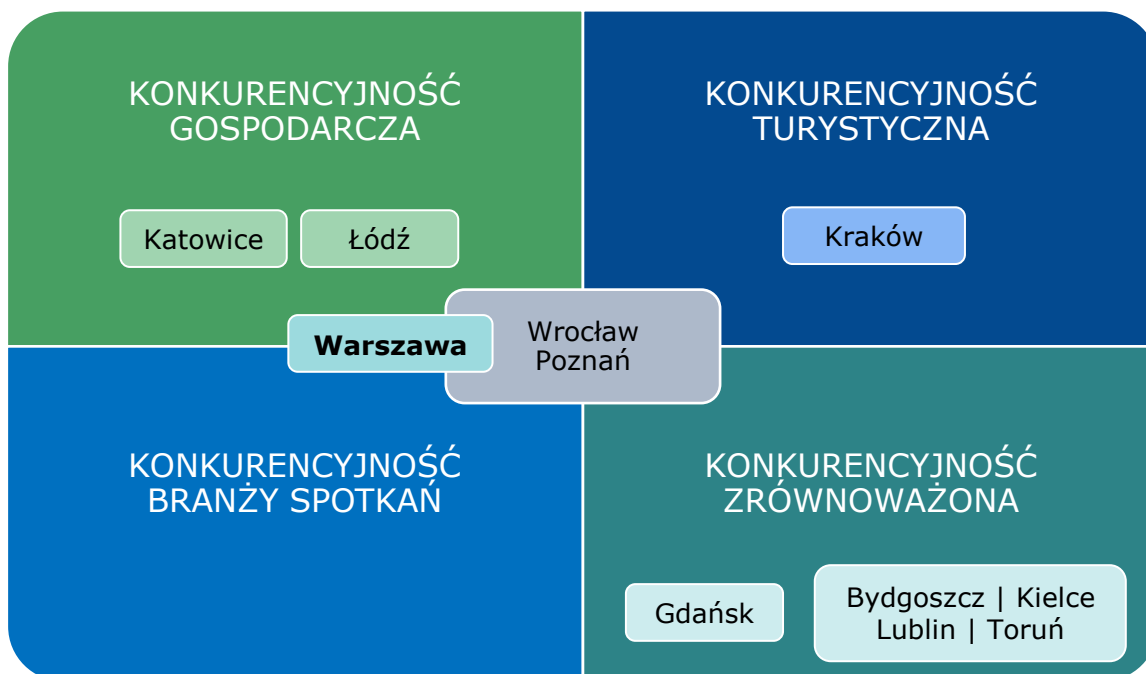 KONKURENCYJNOŚĆ
GOSPODARCZA
KONKURENCYJNOŚĆ
TURYSTYCZNA
Katowice
Łódź
Kraków
Warszawa
Wrocław
Poznań
KONKURENCYJNOŚĆ
BRANŻY SPOTKAŃ
KONKURENCYJNOŚĆ
ZRÓWNOWAŻONA
Gdańsk
Bydgoszcz | Kielce
Lublin | Toruń